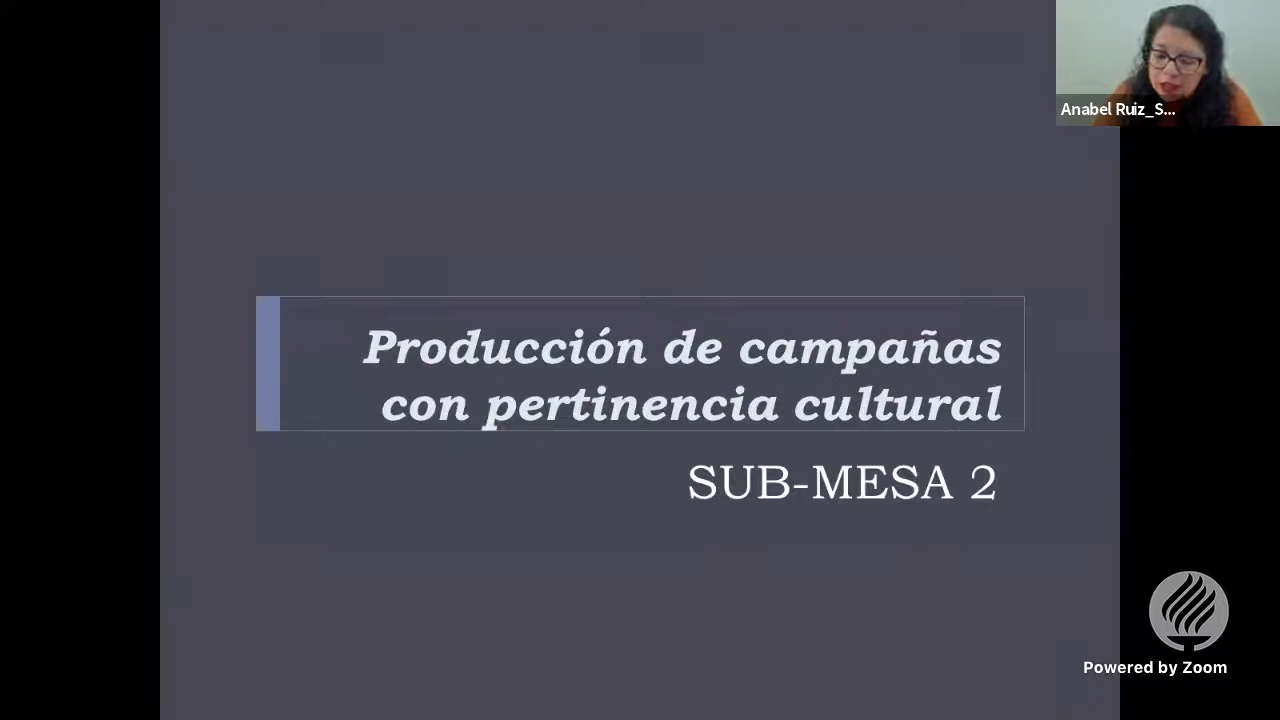 Anabel Ruiz_S...
Producción de campañas
con pertinencia cultural
SUB-MESA 2
Powered by Zoom